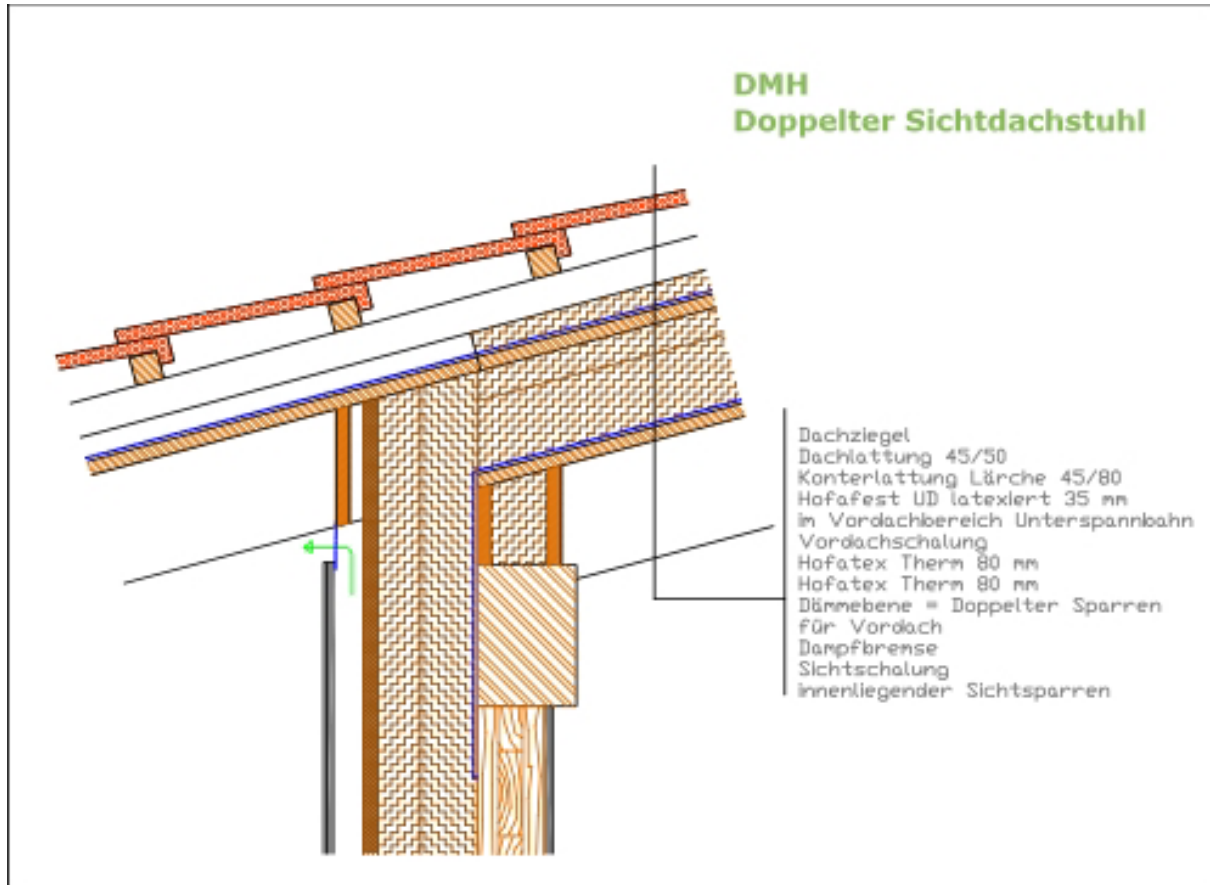 DMH
Doppelter Sichtdachstuhl
Dachziegel
Dachlattung 45/50
Konterlattung Lärche 45/80
Hofafest UD latexiert 35 mm
im Vordachbereich Unterspannbahn
Vordachschalung
Hofatex Therm 80 mm
Hofatex Therm 80 mm
Dämmebene = Doppelter Sparren
für Vordach
Dampfbremse
Sichtschalung
innenliegender Sichtsparren